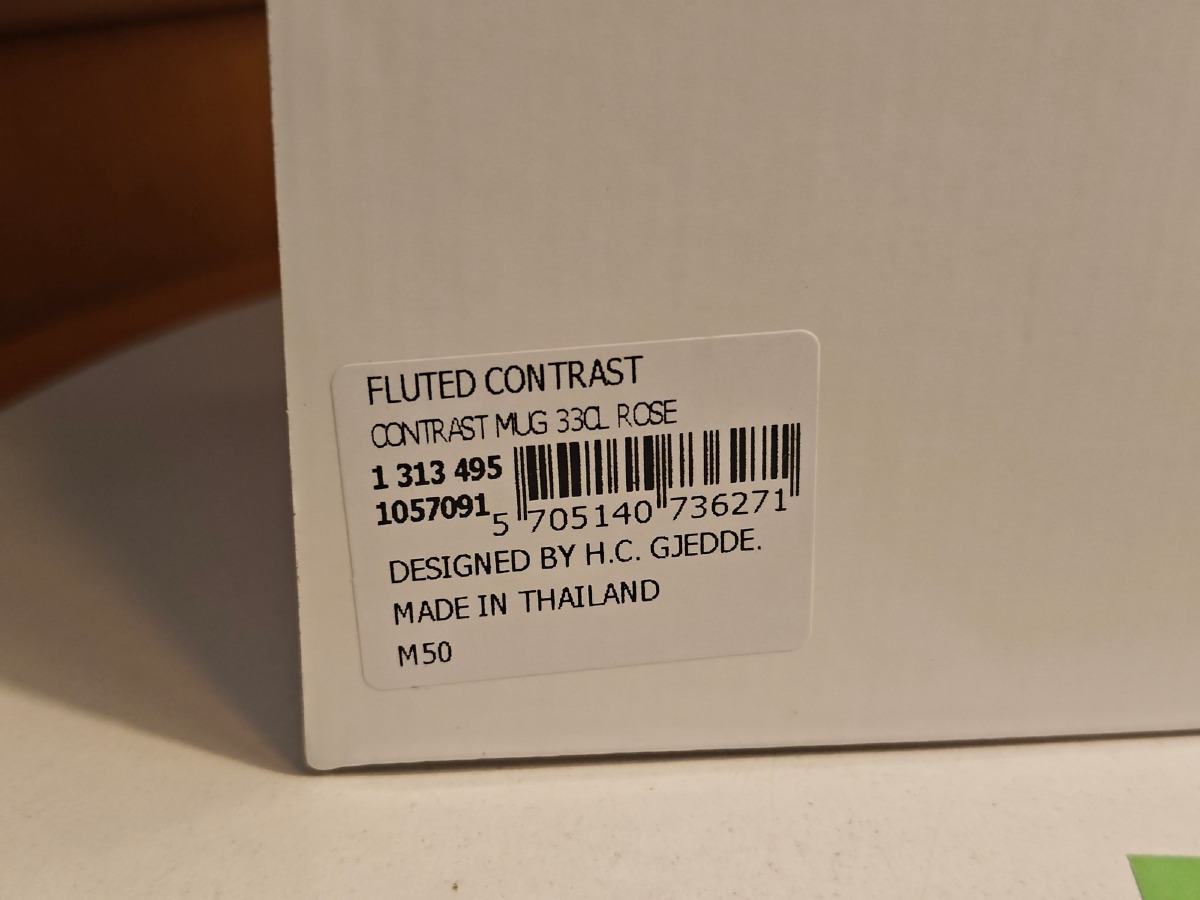 FLUTED CONTRAST
CONTRAST MUG 33CL ROSE
1 313 495
1057091
5 705140 736271
DESIGNED BY H.C. GJEDDE.
MADE IN THAILAND
M50